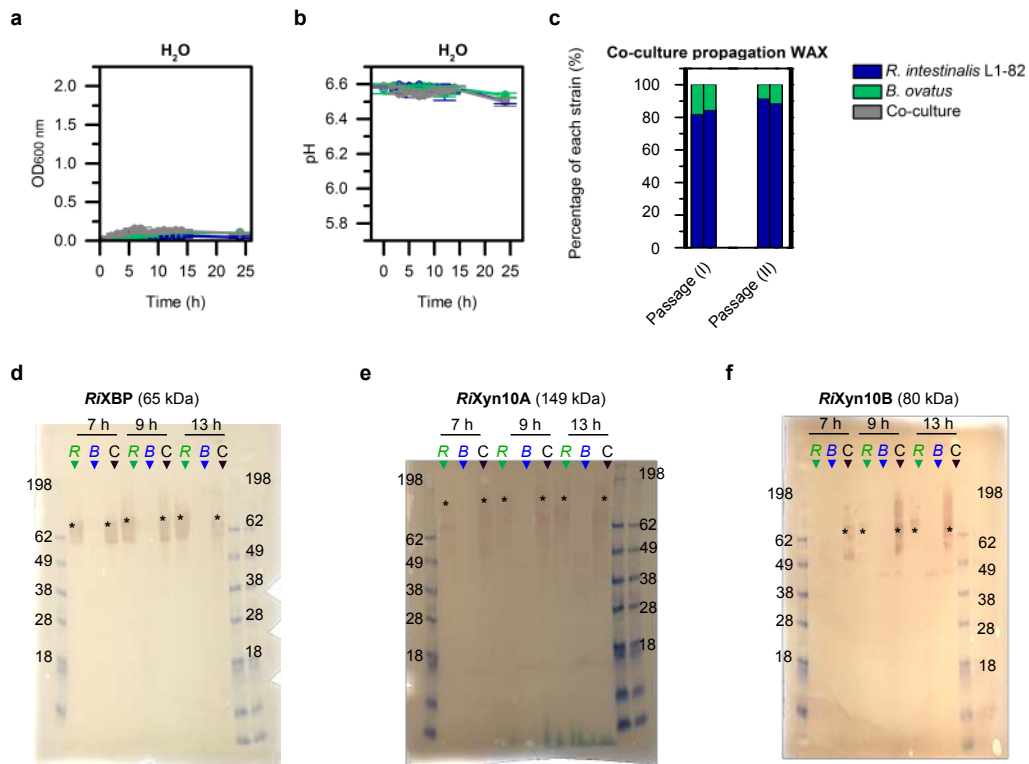 a
H2O
OD600 nm
2.0
1.5
1.0
0.5
0.0
0 5 10 15 20 25
Time (h)
b
H2O
pH
6.6
6.4
6.2
6.0
5.8
0 5 10 15 20 25
Time (h)
c
Co-culture propagation WAX
Percentage of each strain (%)
100
80
60
40
20
0
Passage (I)
Passage (II)
R. intestinalis L1-82
B. ovatus
Co-culture
d
RiXBP (65 kDa)
7 h 9 h 13 h
R B C R B C R B C
198
62
49
38
28
18
* * * * * *
198
62
52
38
28
18
e
RiXyn10A (149 kDa)
7 h 9 h 13 h
R B C R B C R B C
198
62
49
38
28
18
* * * * * *
198
62
49
38
28
18
f
RiXyn10B (80 kDa)
7 h 9 h 13 h
R B C R B C R B C
198
62
49
38
28
18
* * * * *
198
62
49
38
28
18